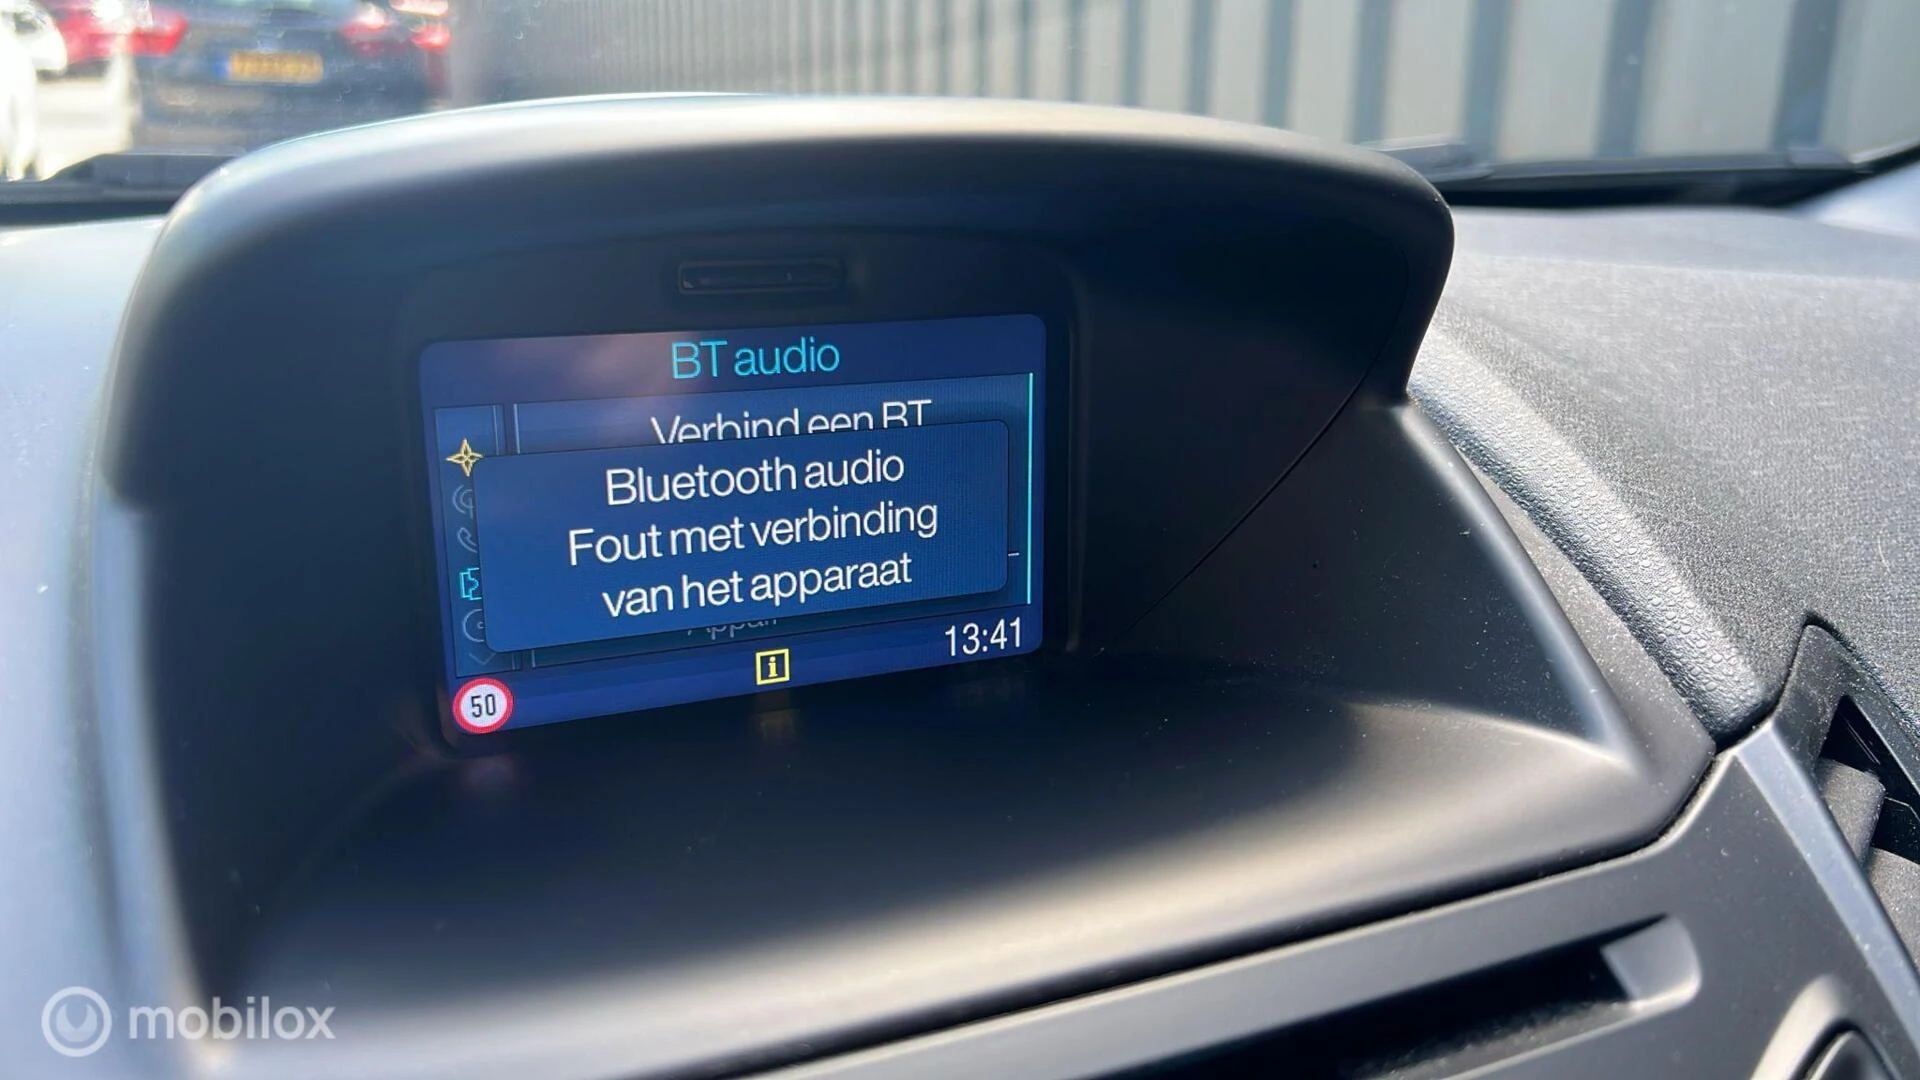 BT audio
Verbind een BT
Bluetooth audio
Fout met verbinding
van het apparaat
13:41
i
50
mobilox